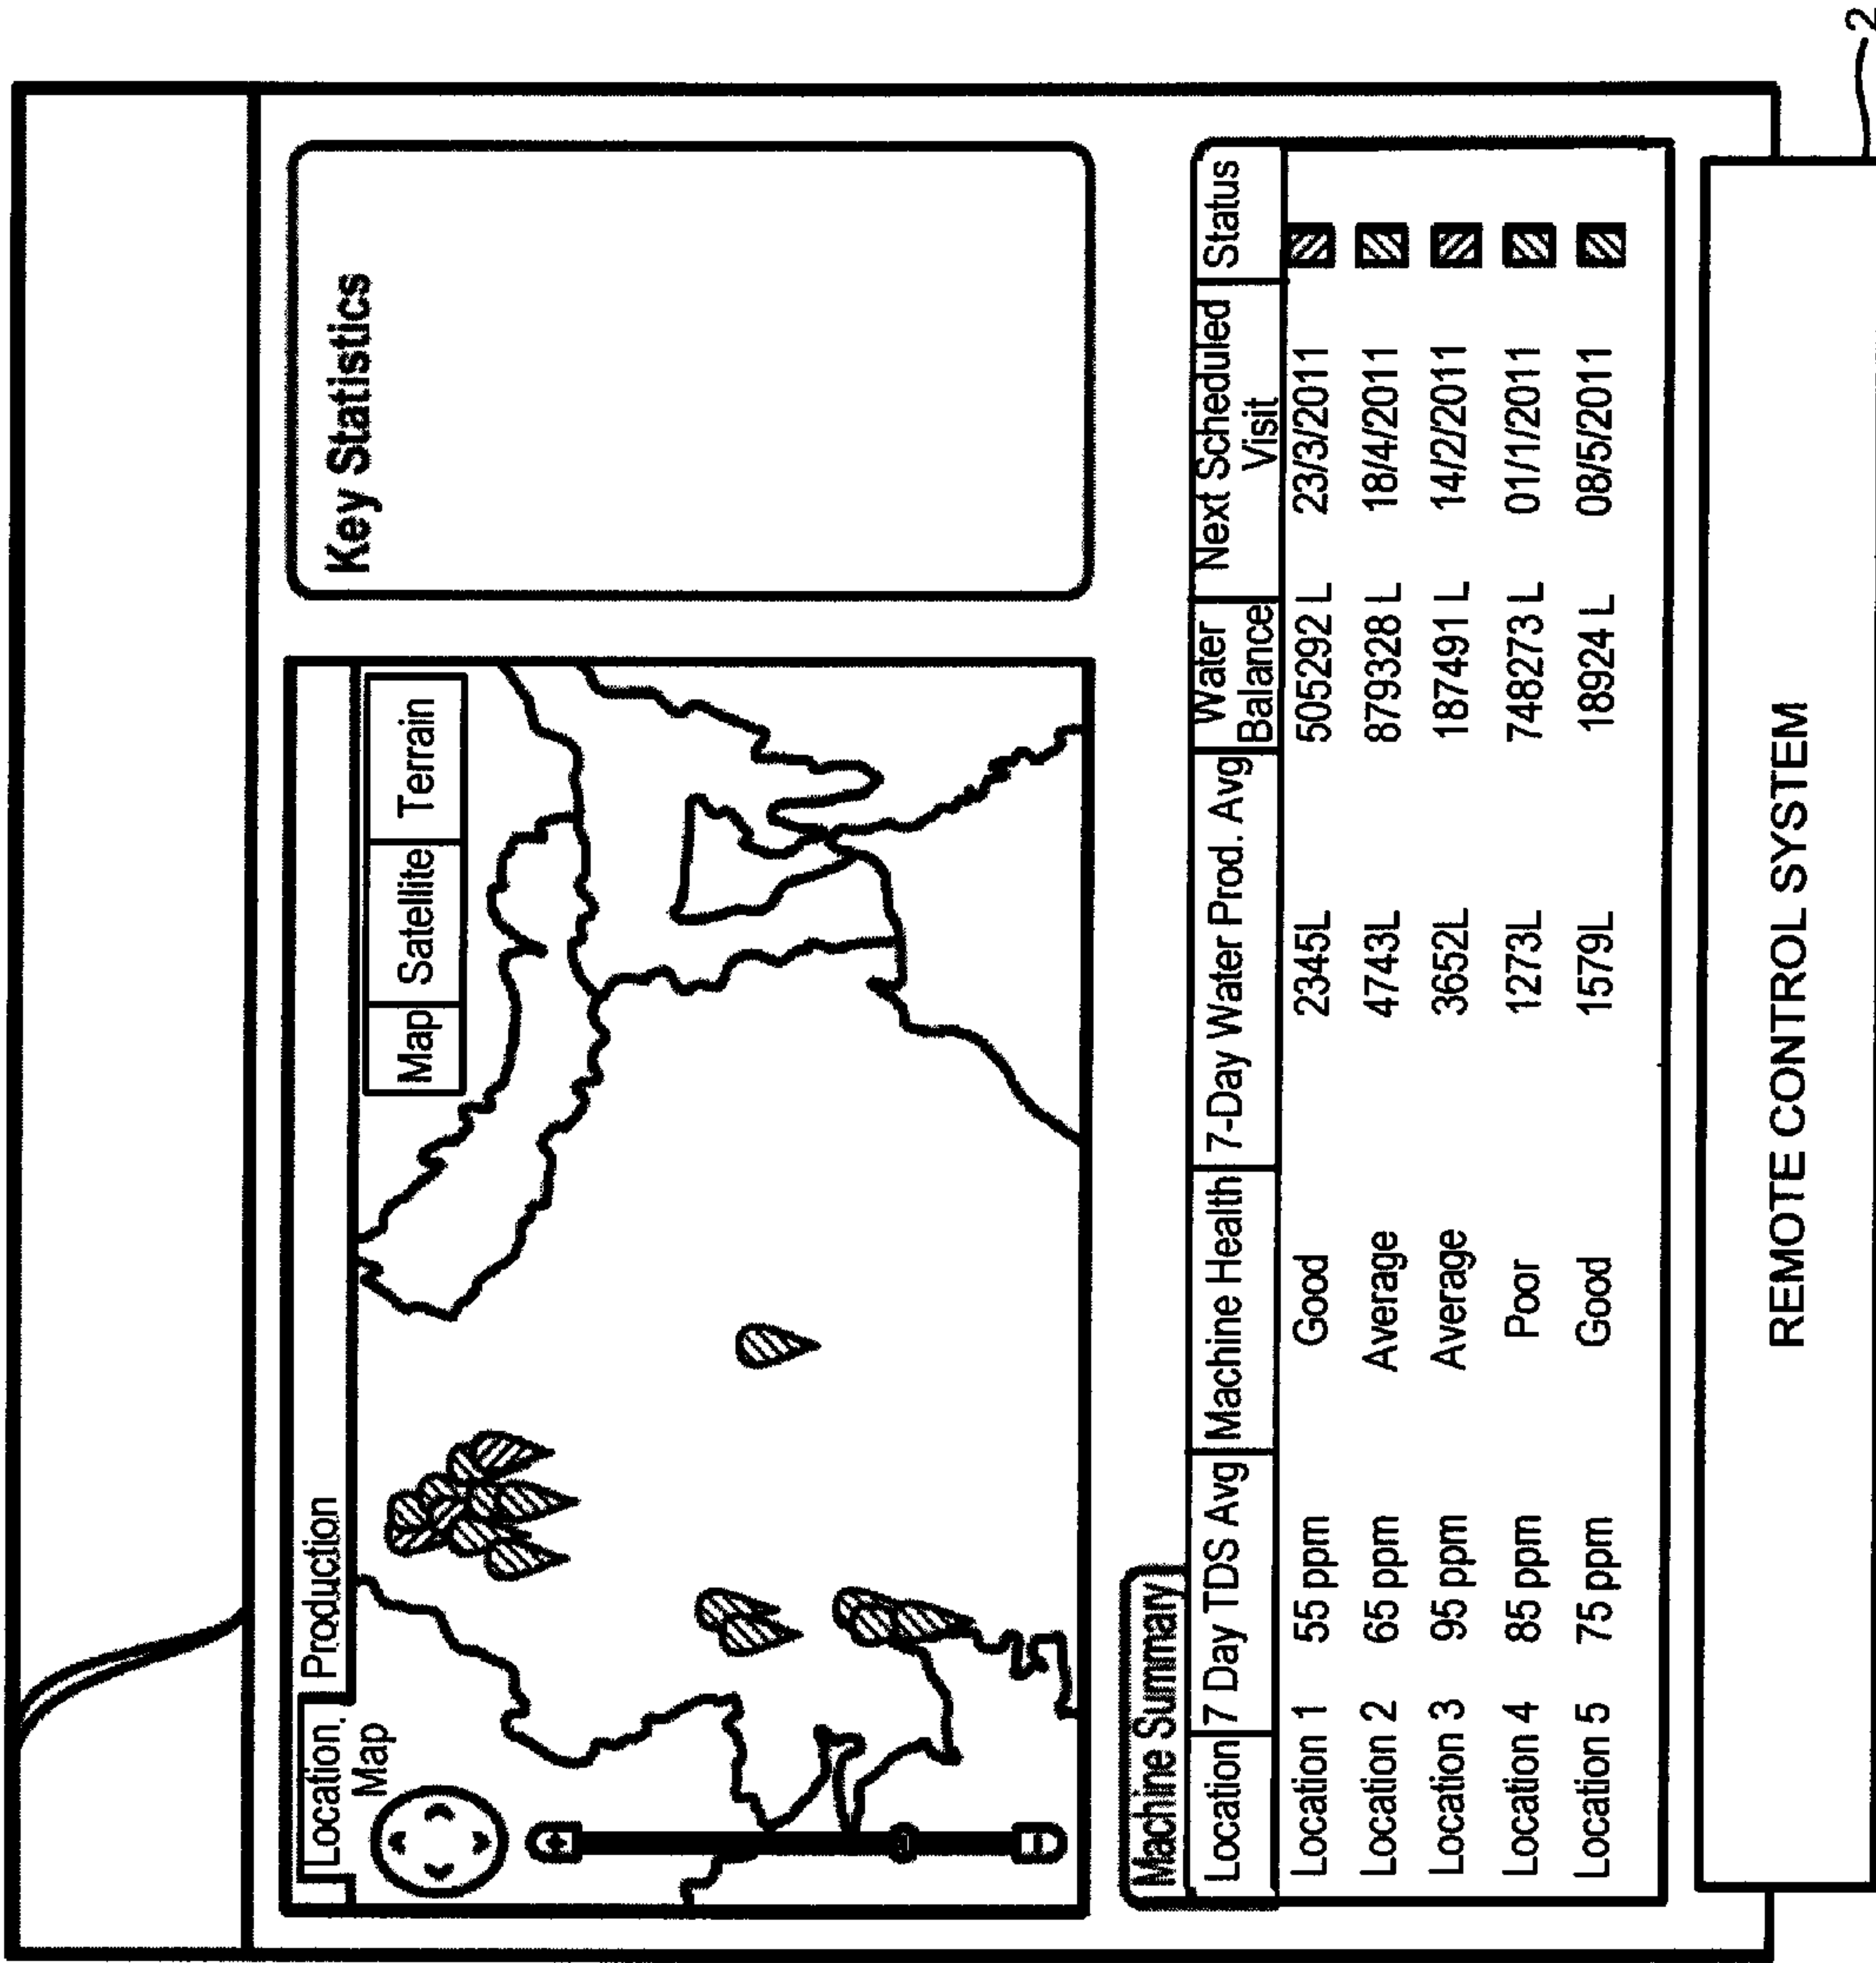 Location Production
Map
Map Satellite Terrain
Key Statistics
Machine Summary
Location 7 Day TDS Avg Machine Health 7-Day Water Prod. Avg Water Balance Next Scheduled Visit Status
Location 1 55 ppm Good 2345L 505292 L 23/3/2011
Location 2 65 ppm Average 4743L 879328 L 18/4/2011
Location 3 95 ppm Average 3652L 187491 L 14/2/2011
Location 4 85 ppm Poor 1273L 748273 L 01/1/2011
Location 5 75 ppm Good 1579L 18924 L 08/5/2011
REMOTE CONTROL SYSTEM